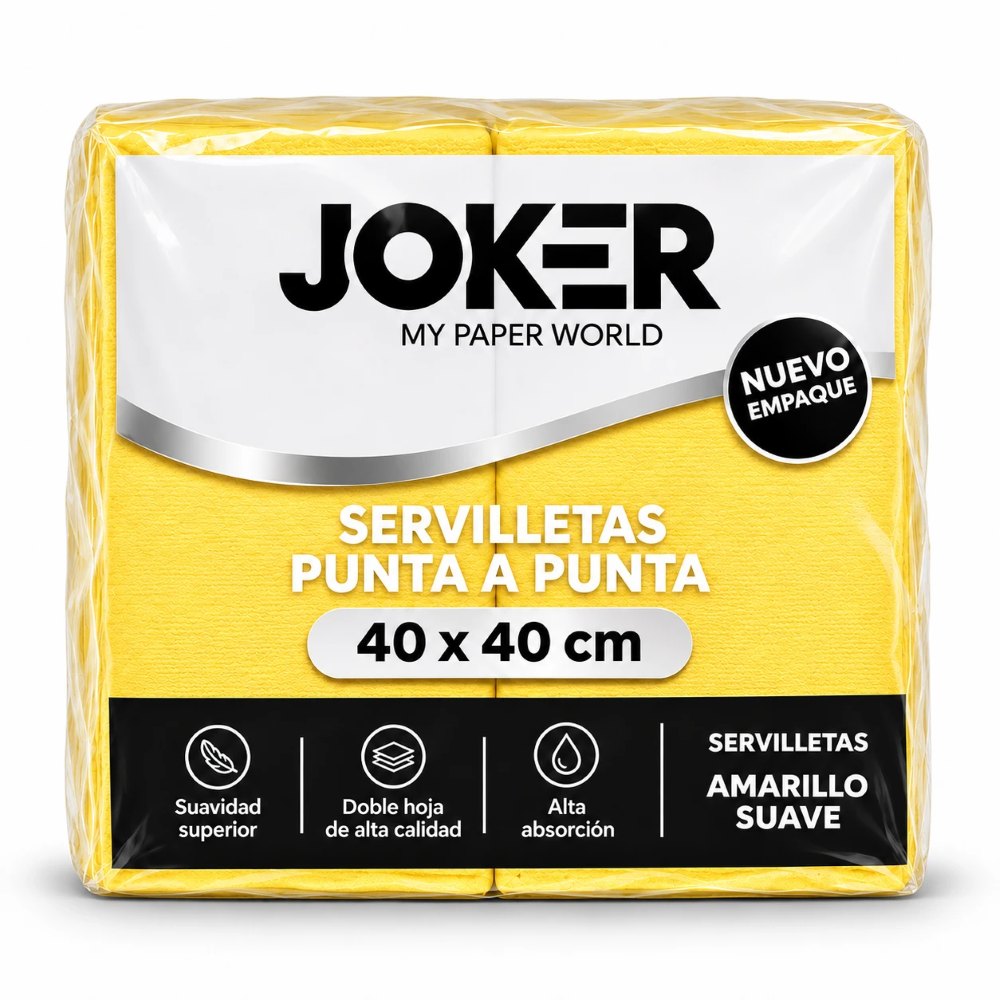 JOKER
MY PAPER WORLD
NUEVO
EMPAQUE
SERVILLETAS
PUNTA A PUNTA
40 x 40 cm
Suavidad
superior
Doble hoja
de alta calidad
Alta
absorción
SERVILLETAS
AMARILLO
SUAVE